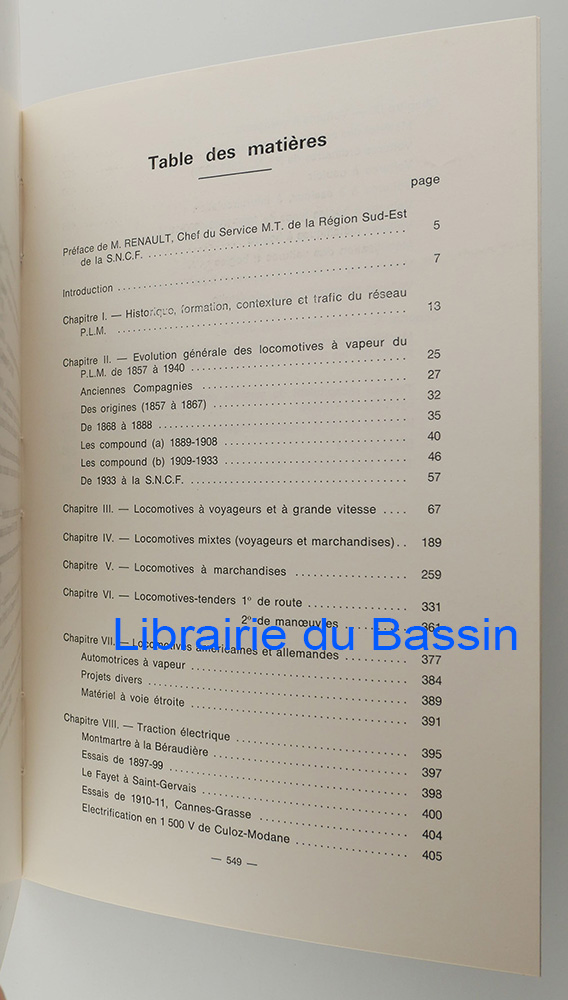 Table des matières
page
Préface de M. RENAULT, Chef du Service M.T. de la Région Sud-Est
de la S.N.C.F. .......... 5
Introduction .......... 7
Chapitre I. — Historique, formation, contexture et trafic du réseau
P.L.M. .......... 13
Chapitre II. — Evolution générale des locomotives à vapeur du
P.L.M. de 1857 à 1940 .......... 25
Anciennes Compagnies .......... 27
Des origines (1857 à 1867) .......... 32
De 1868 à 1888 .......... 35
Les compound (a) 1889-1908 .......... 40
Les compound (b) 1909-1933 .......... 46
De 1933 à la S.N.C.F. .......... 57
Chapitre III. — Locomotives à voyageurs et à grande vitesse .... 67
Chapitre IV. — Locomotives mixtes (voyageurs et marchandises) .. 189
Chapitre V. — Locomotives à marchandises .......... 259
Chapitre VI. — Locomotives-tenders 1° de route .......... 331
2° de manœuvres .......... 361
Librairie du Bassin
Chapitre VII. — Locomotives américaines et allemandes .......... 377
Automotrices à vapeur .......... 384
Projets divers .......... 389
Matériel à voie étroite .......... 391
Chapitre VIII. — Traction électrique .......... 395
Montmartre à la Béraudière .......... 397
Essais de 1897-99 .......... 398
Le Fayet à Saint-Gervais .......... 400
Essais de 1910-11, Cannes-Grasse .......... 404
Electrification en 1 500 V de Culoz-Modane .......... 405
— 549 —